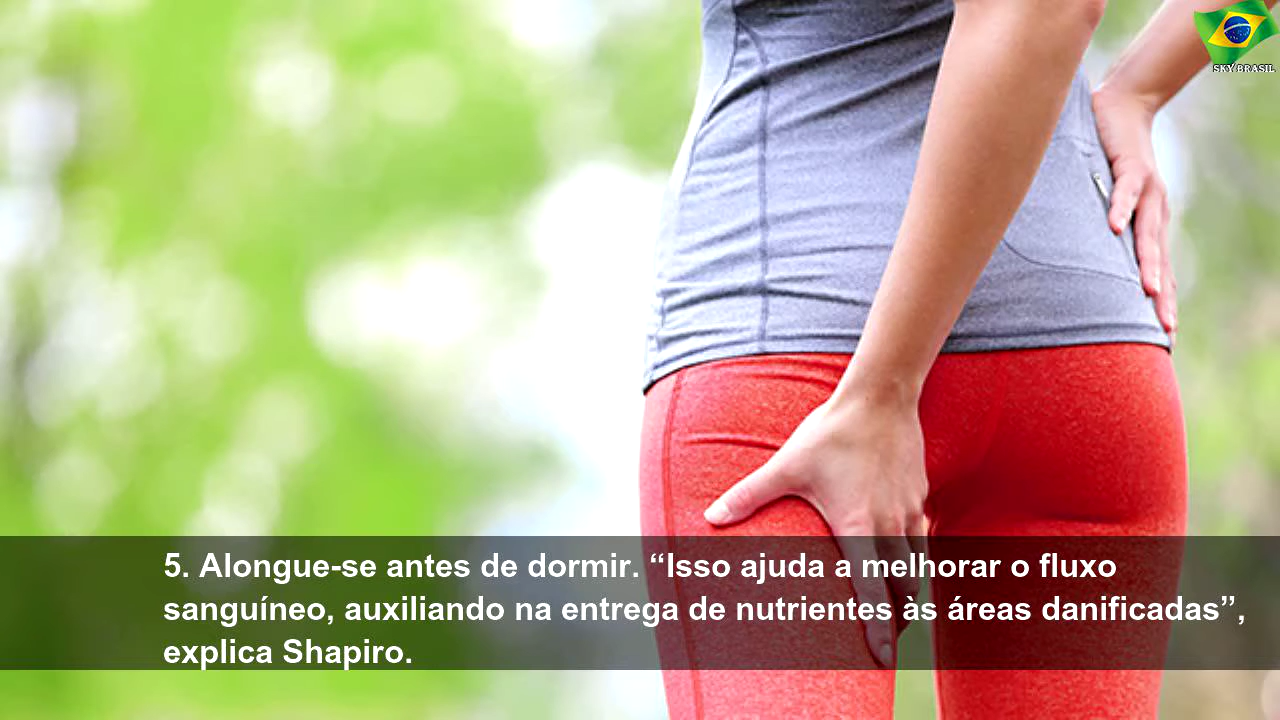 SKY BRASIL
5. Alongue-se antes de dormir. “Isso ajuda a melhorar o fluxo
sanguíneo, auxiliando na entrega de nutrientes às áreas danificadas”,
explica Shapiro.